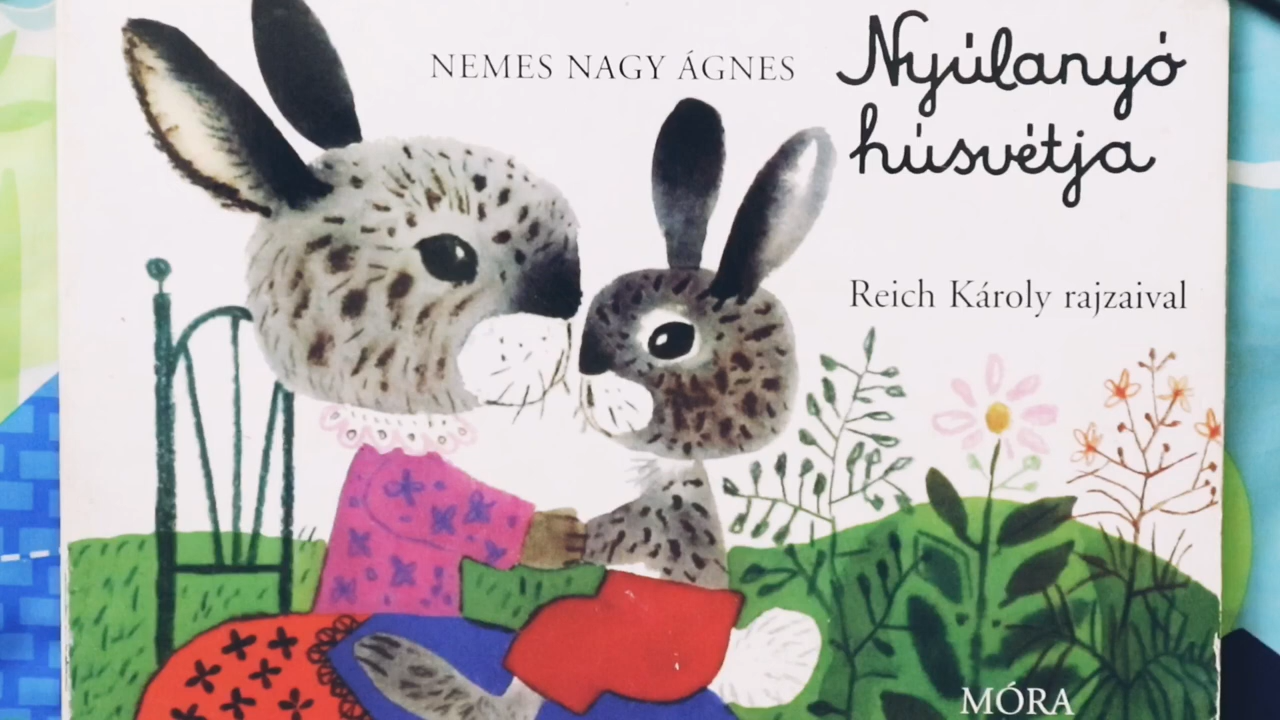 NEMES NAGY ÁGNES
Nyúlanyó
húsvétja
Reich Károly rajzaival
MÓRA